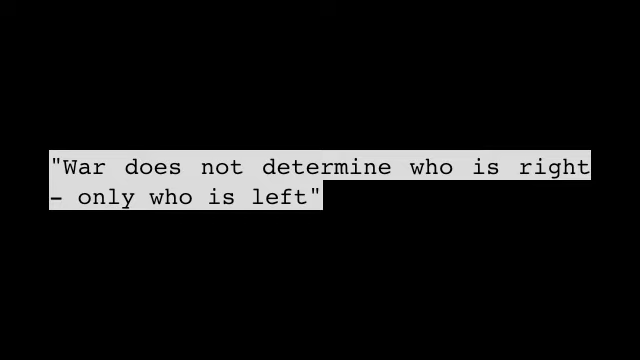 "War does not determine who is right
- only who is left"